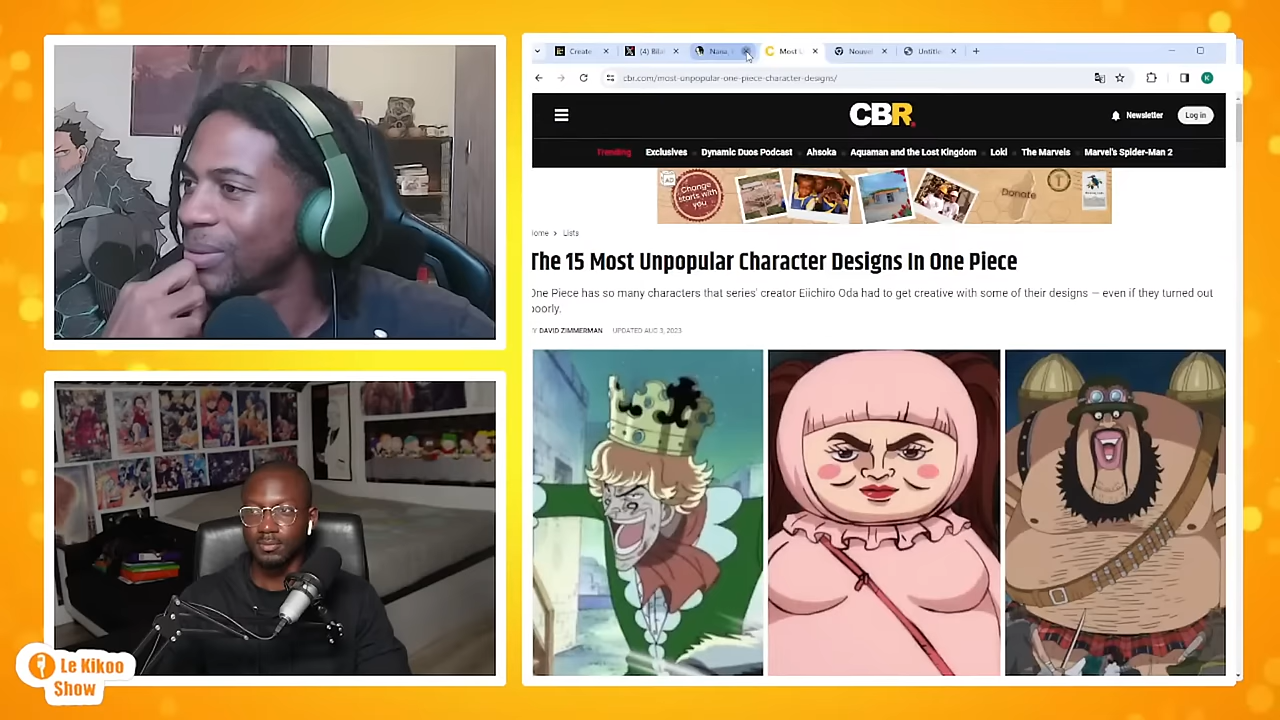 Create
(4) Bilal
Nana,
Most U
Nouvel
Untitle
cbr.com/most-unpopular-one-piece-character-designs/
K
CBR.
Newsletter
Log in
Trending
Exclusives
Dynamic Duos Podcast
Ahsoka
Aquaman and the Lost Kingdom
Loki
The Marvels
Marvel's Spider-Man 2
Change
starts with
you
Donate
ome > Lists
The 15 Most Unpopular Character Designs In One Piece
One Piece has so many characters that series' creator Eiichiro Oda had to get creative with some of their designs — even if they turned out
poorly.
Y DAVID ZIMMERMAN UPDATED AUG 3, 2023
Le Kikoo
Show